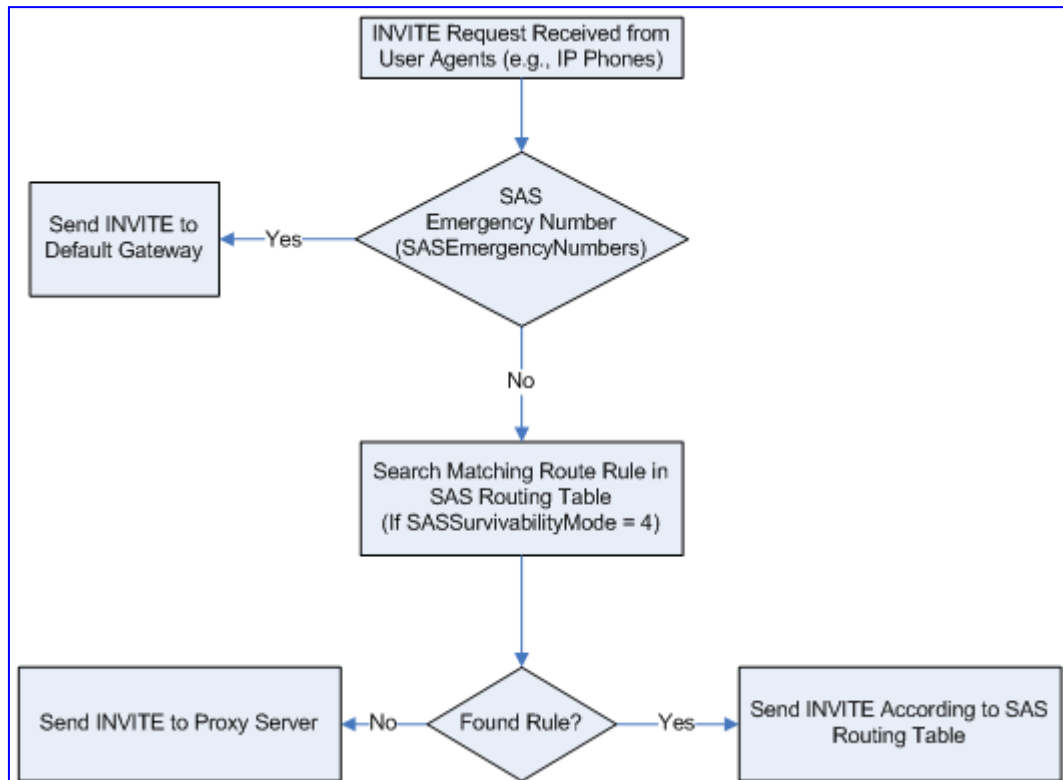 INVITE Request Received from
User Agents (e.g., IP Phones)
SAS
Emergency Number
(SASEmergencyNumbers)
Send INVITE to
Default Gateway
Yes
No
Search Matching Route Rule in
SAS Routing Table
(If SASSurvivabilityMode = 4)
Send INVITE to Proxy Server
No
Found Rule?
Yes
Send INVITE According to SAS
Routing Table